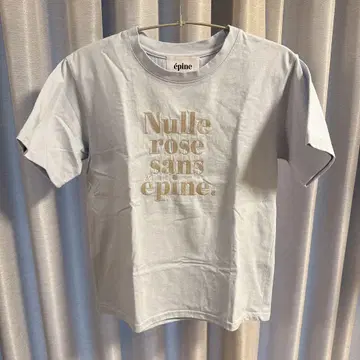 épine
Nulle
rose
sans
épine.